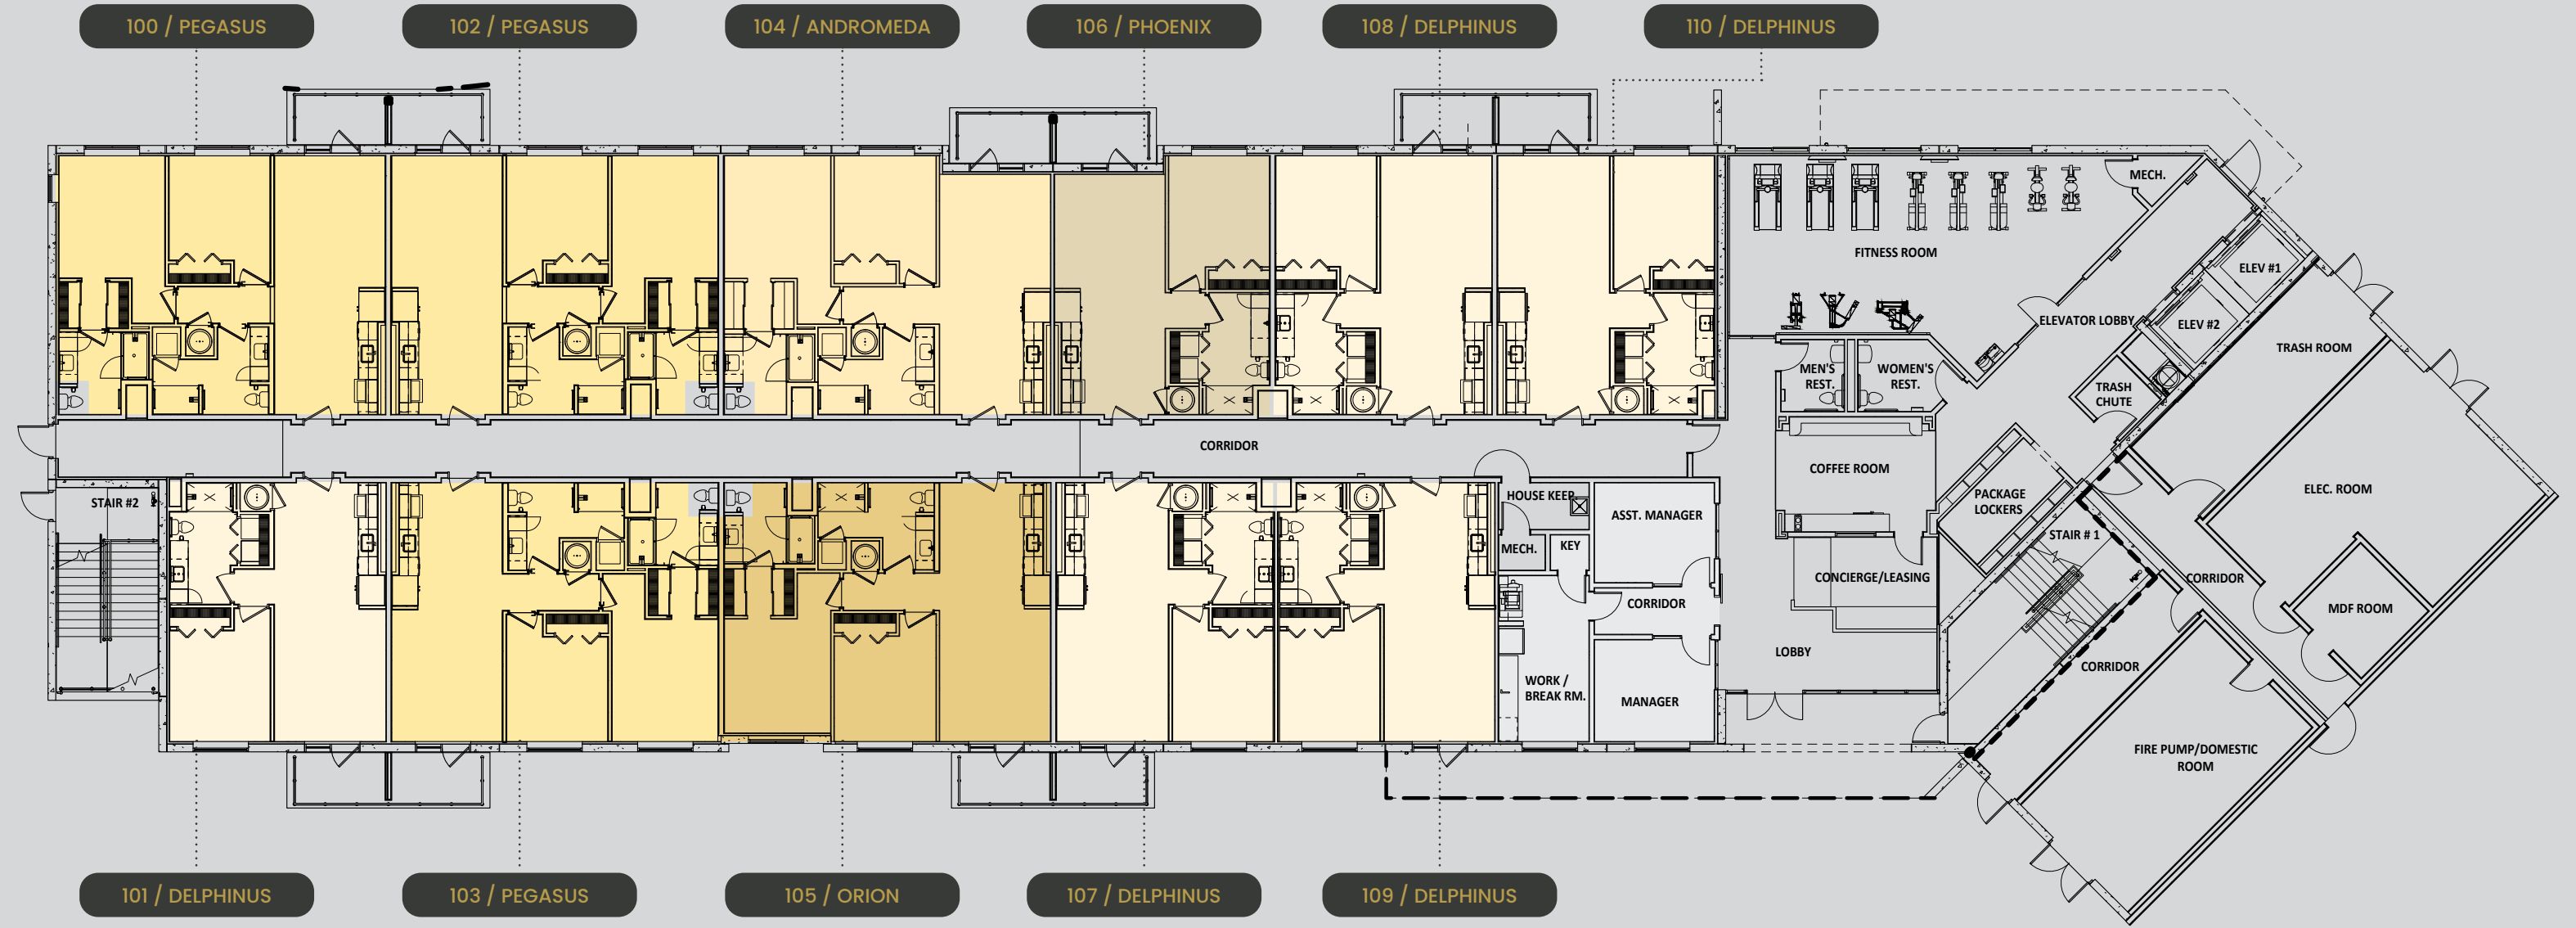 100 / PEGASUS
102 / PEGASUS
104 / ANDROMEDA
106 / PHOENIX
108 / DELPHINUS
110 / DELPHINUS
MECH.
FITNESS ROOM
ELEV #1
ELEVATOR LOBBY
ELEV #2
TRASH ROOM
MEN'S
REST.
WOMEN'S
REST.
TRASH
CHUTE
CORRIDOR
COFFEE ROOM
ELEC. ROOM
STAIR #2
HOUSE KEEP.
ASST. MANAGER
PACKAGE
LOCKERS
STAIR # 1
MECH.
KEY
CONCIERGE/LEASING
CORRIDOR
CORRIDOR
MDF ROOM
LOBBY
CORRIDOR
WORK /
BREAK RM.
MANAGER
FIRE PUMP/DOMESTIC
ROOM
101 / DELPHINUS
103 / PEGASUS
105 / ORION
107 / DELPHINUS
109 / DELPHINUS